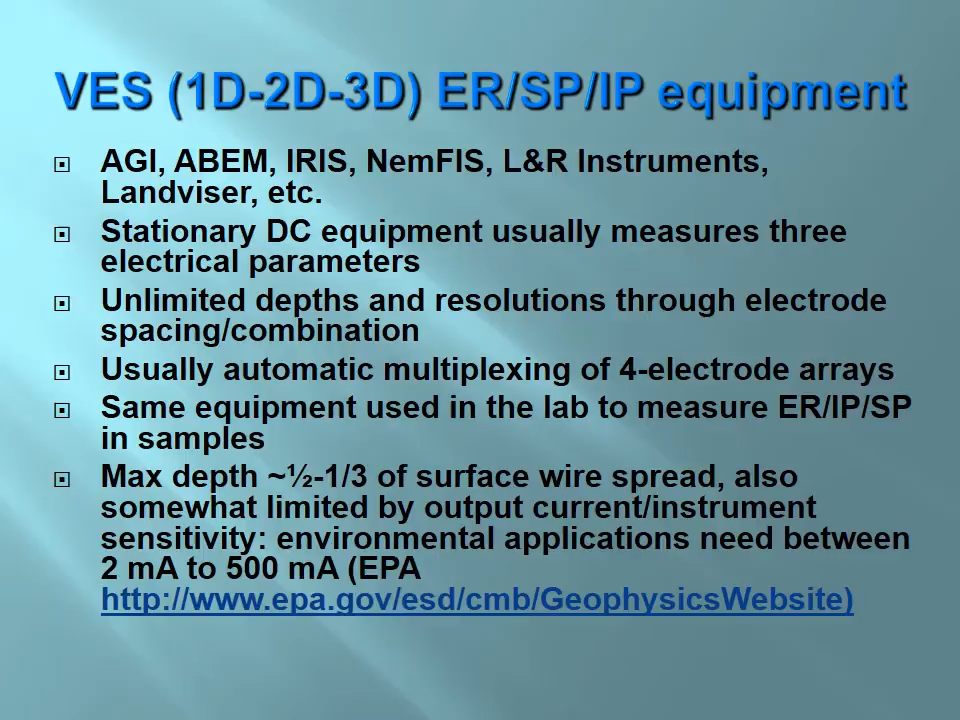 VES (1D-2D-3D) ER/SP/IP equipment
AGI, ABEM, IRIS, NemFIS, L&R Instruments,
Landviser, etc.
Stationary DC equipment usually measures three
electrical parameters
Unlimited depths and resolutions through electrode
spacing/combination
Usually automatic multiplexing of 4-electrode arrays
Same equipment used in the lab to measure ER/IP/SP
in samples
Max depth ~½-1/3 of surface wire spread, also
somewhat limited by output current/instrument
sensitivity: environmental applications need between
2 mA to 500 mA (EPA
http://www.epa.gov/esd/cmb/GeophysicsWebsite)